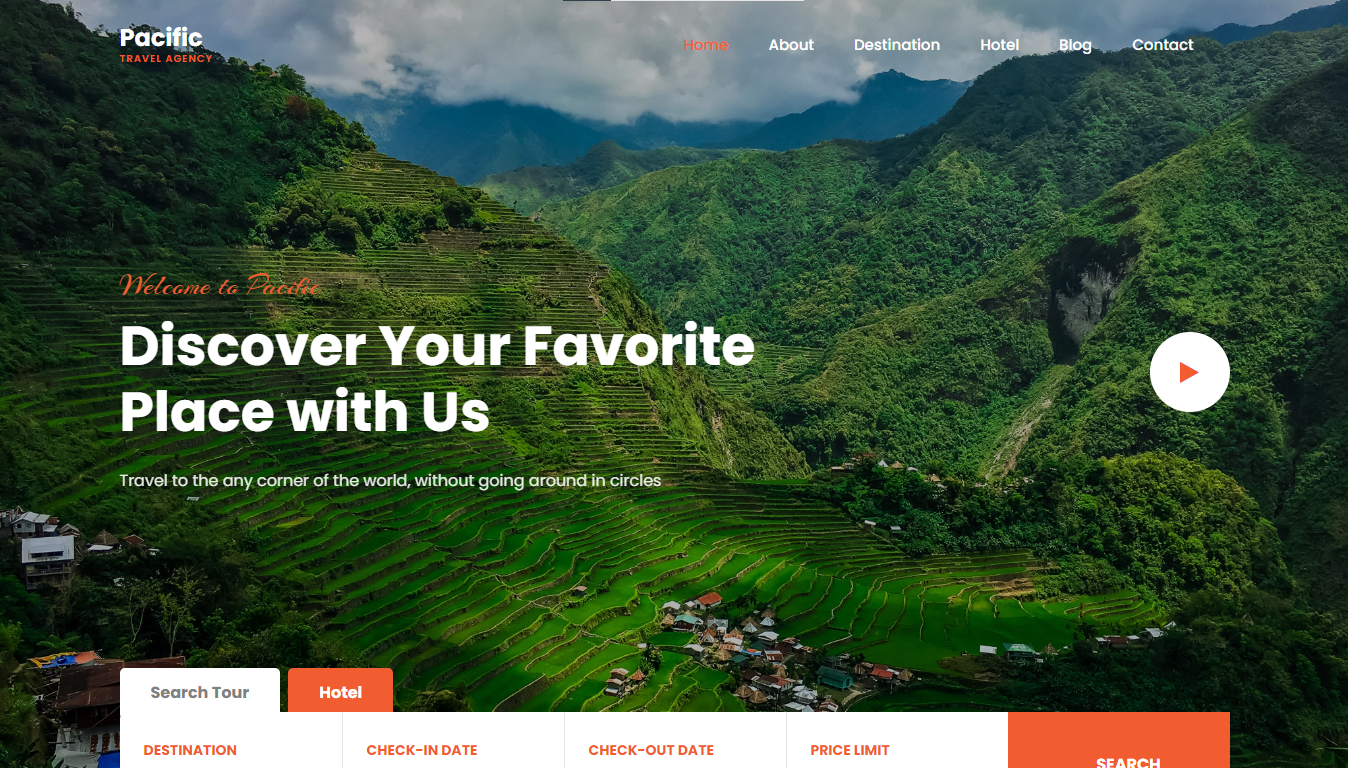 Pacific
TRAVEL AGENCY
Home About Destination Hotel Blog Contact
Welcome to Pacific
Discover Your Favorite
Place with Us
Travel to the any corner of the world, without going around in circles
Search Tour Hotel
DESTINATION CHECK-IN DATE CHECK-OUT DATE PRICE LIMIT
SEARCH